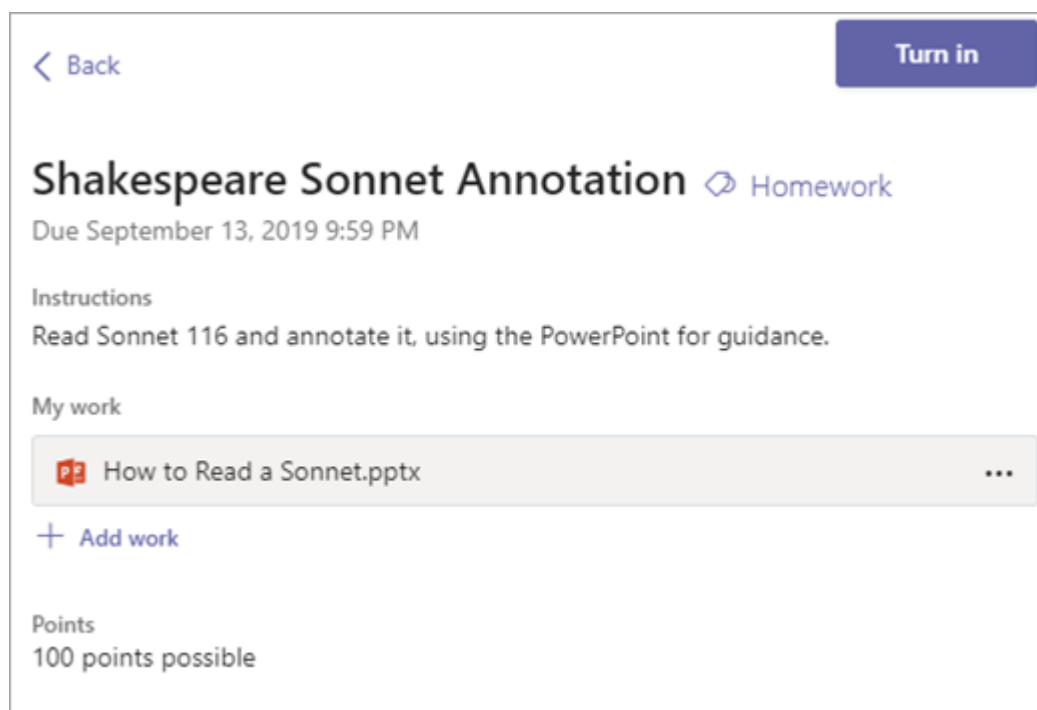 Back
Turn in
Shakespeare Sonnet Annotation Homework
Due September 13, 2019 9:59 PM
Instructions
Read Sonnet 116 and annotate it, using the PowerPoint for guidance.
My work
How to Read a Sonnet.pptx
Add work
Points
100 points possible